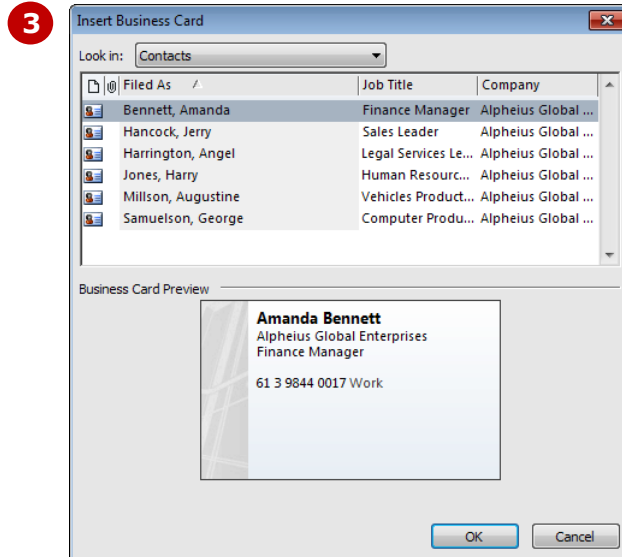 3
Insert Business Card
Look in: Contacts
Filed As Job Title Company
Bennett, Amanda Finance Manager Alpheius Global ...
Hancock, Jerry Sales Leader Alpheius Global ...
Harrington, Angel Legal Services Le... Alpheius Global ...
Jones, Harry Human Resourc... Alpheius Global ...
Millson, Augustine Vehicles Product... Alpheius Global ...
Samuelson, George Computer Produ... Alpheius Global ...
Business Card Preview
Amanda Bennett
Alpheius Global Enterprises
Finance Manager
61 3 9844 0017 Work
OK Cancel